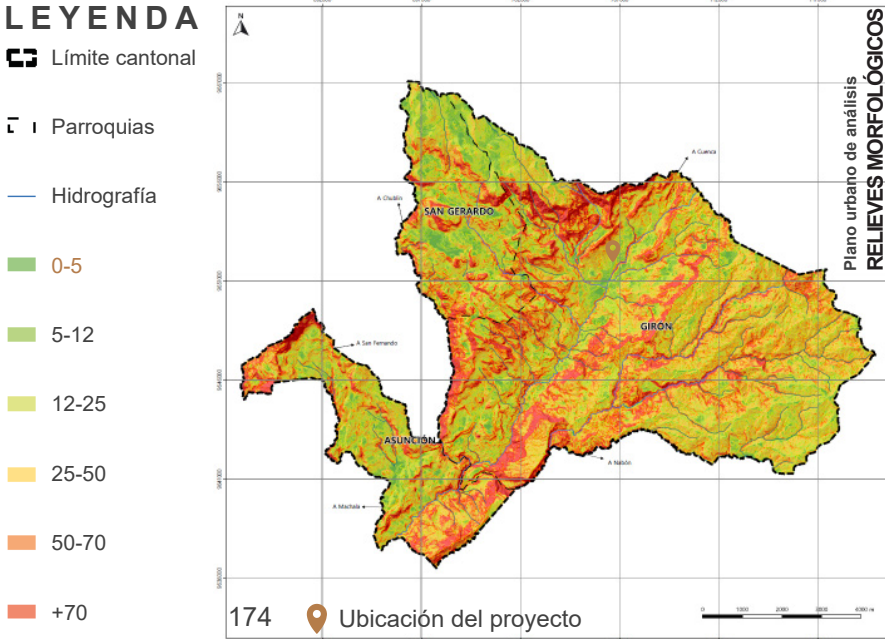 LEYENDA
Límite cantonal
Parroquias
Hidrografía
0-5
5-12
12-25
25-50
50-70
+70
N
A Cuenca
A Chublín
SAN GERARDO
GIRÓN
A San Fernando
ASUNCIÓN
A Nabón
A Machala
0 1000 2000 3000 4000 m
174
Ubicación del proyecto
Plano urbano de análisis
RELIEVES MORFOLÓGICOS